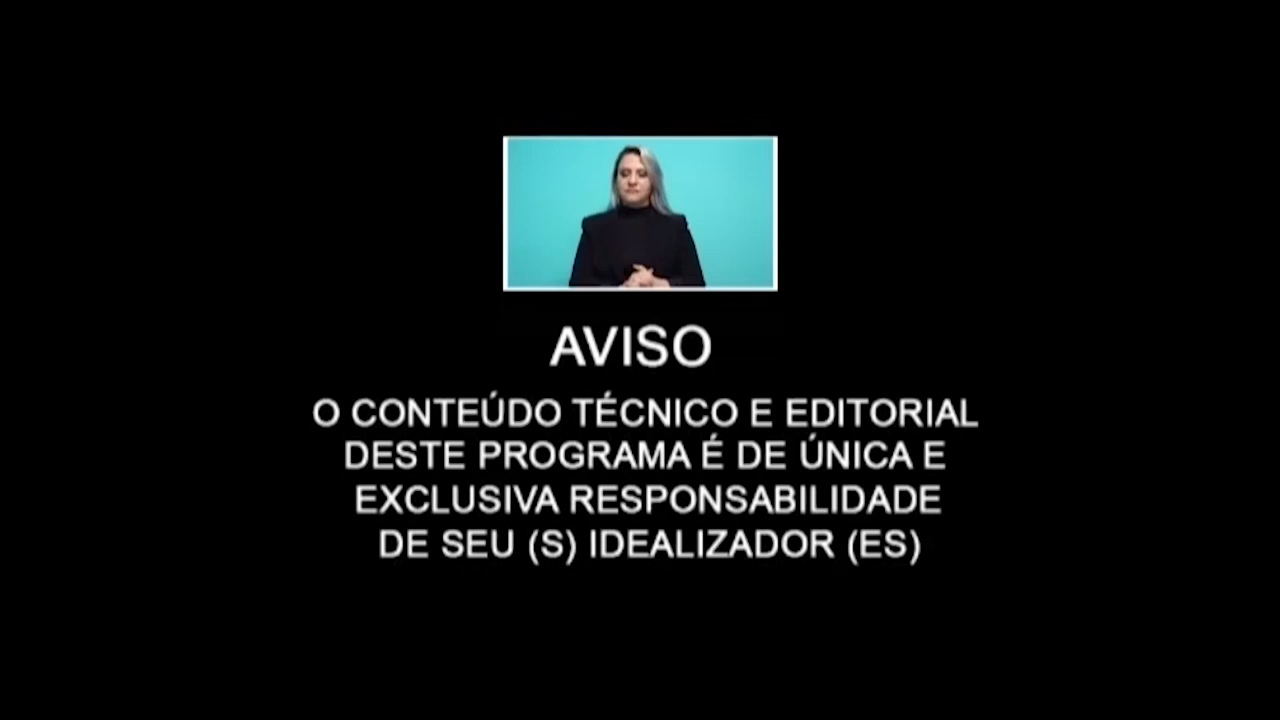 AVISO
O CONTEÚDO TÉCNICO E EDITORIAL
DESTE PROGRAMA É DE ÚNICA E
EXCLUSIVA RESPONSABILIDADE
DE SEU (S) IDEALIZADOR (ES)